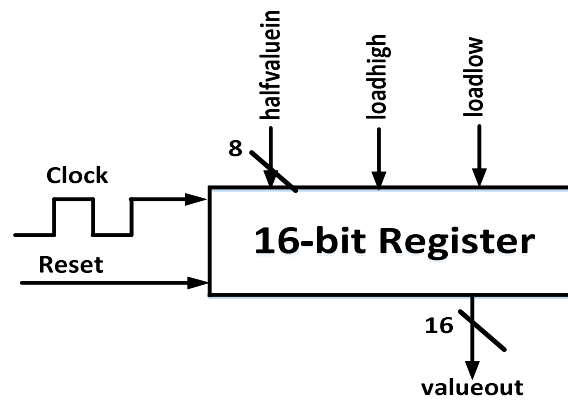 halfvaluein
loadhigh
loadlow
8
Clock
16-bit Register
Reset
16
valueout